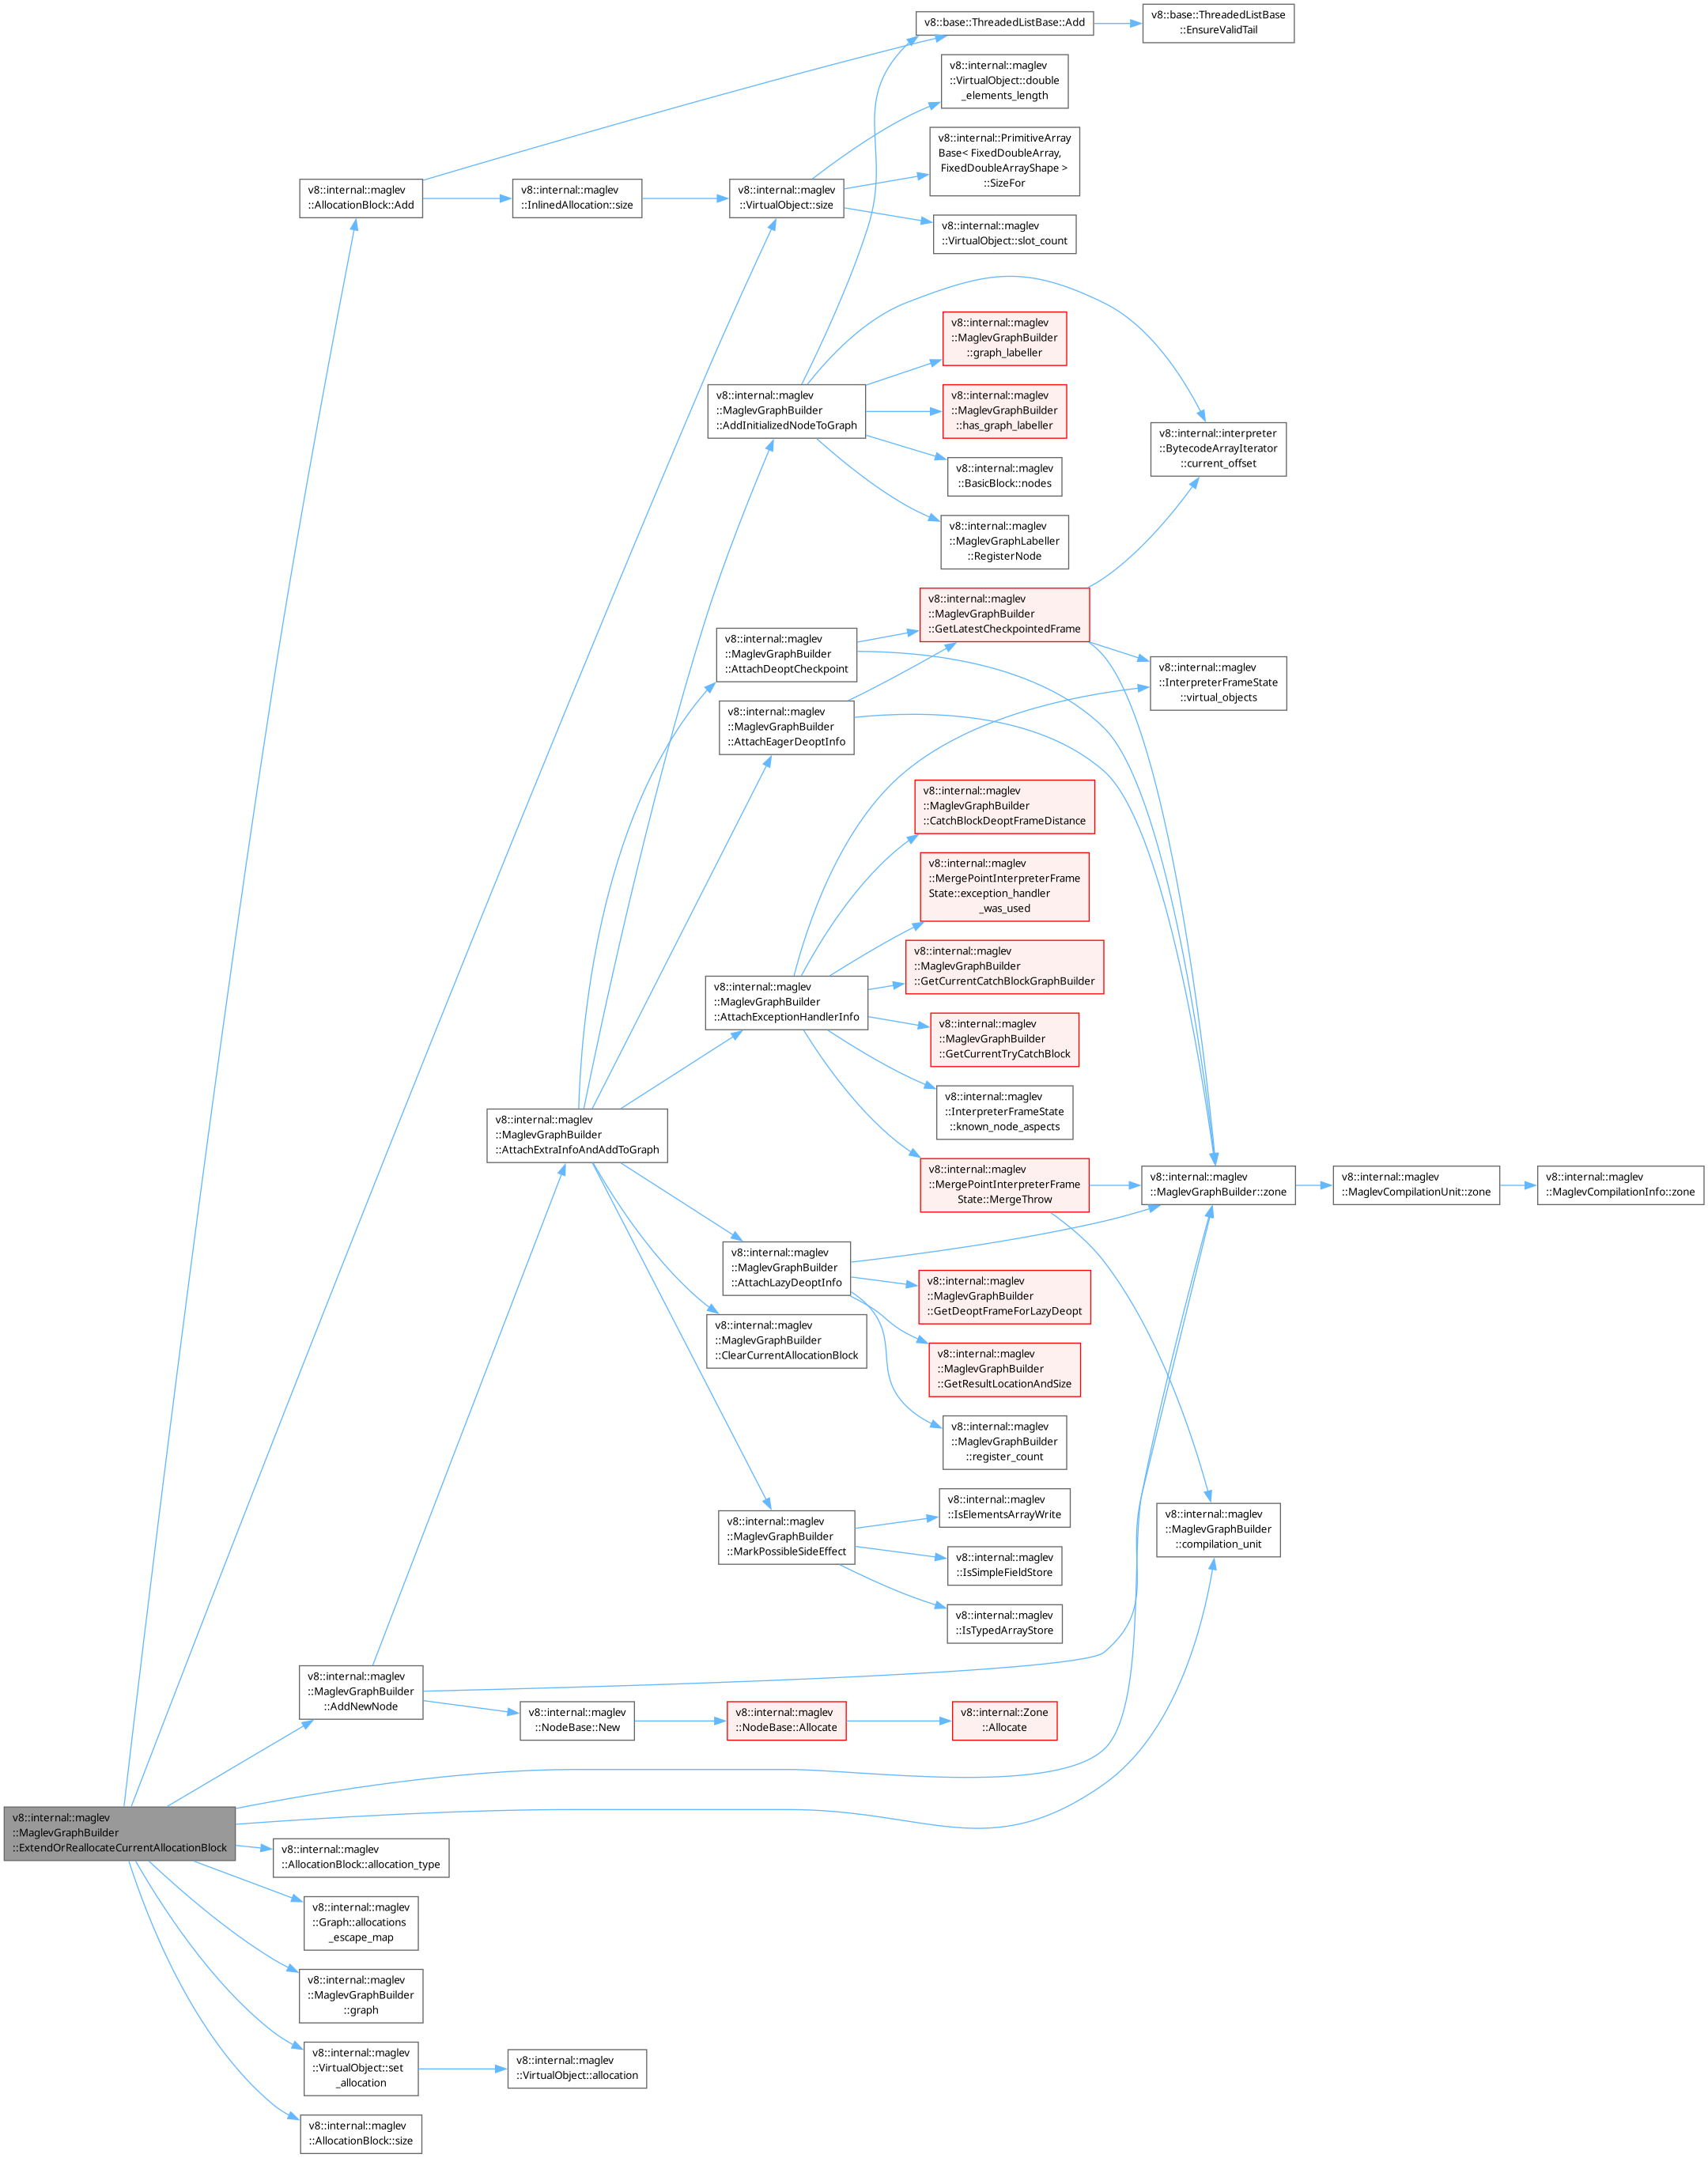 v8::base::ThreadedListBase::Add
v8::base::ThreadedListBase
::EnsureValidTail
v8::internal::maglev
::VirtualObject::double
_elements_length
v8::internal::PrimitiveArray
Base< FixedDoubleArray,
FixedDoubleArrayShape >
::SizeFor
v8::internal::maglev
::AllocationBlock::Add
v8::internal::maglev
::InlinedAllocation::size
v8::internal::maglev
::VirtualObject::size
v8::internal::maglev
::VirtualObject::slot_count
v8::internal::maglev
::MaglevGraphBuilder
::graph_labeller
v8::internal::maglev
::MaglevGraphBuilder
::AddInitializedNodeToGraph
v8::internal::maglev
::MaglevGraphBuilder
::has_graph_labeller
v8::internal::interpreter
::BytecodeArrayIterator
::current_offset
v8::internal::maglev
::BasicBlock::nodes
v8::internal::maglev
::MaglevGraphLabeller
::RegisterNode
v8::internal::maglev
::MaglevGraphBuilder
::GetLatestCheckpointedFrame
v8::internal::maglev
::MaglevGraphBuilder
::AttachDeoptCheckpoint
v8::internal::maglev
::InterpreterFrameState
::virtual_objects
v8::internal::maglev
::MaglevGraphBuilder
::AttachEagerDeoptInfo
v8::internal::maglev
::MaglevGraphBuilder
::CatchBlockDeoptFrameDistance
v8::internal::maglev
::MergePointInterpreterFrame
State::exception_handler
_was_used
v8::internal::maglev
::MaglevGraphBuilder
::GetCurrentCatchBlockGraphBuilder
v8::internal::maglev
::MaglevGraphBuilder
::AttachExceptionHandlerInfo
v8::internal::maglev
::MaglevGraphBuilder
::GetCurrentTryCatchBlock
v8::internal::maglev
::InterpreterFrameState
::known_node_aspects
v8::internal::maglev
::MaglevGraphBuilder
::AttachExtraInfoAndAddToGraph
v8::internal::maglev
::MergePointInterpreterFrame
State::MergeThrow
v8::internal::maglev
::MaglevGraphBuilder::zone
v8::internal::maglev
::MaglevCompilationUnit::zone
v8::internal::maglev
::MaglevCompilationInfo::zone
v8::internal::maglev
::MaglevGraphBuilder
::AttachLazyDeoptInfo
v8::internal::maglev
::MaglevGraphBuilder
::GetDeoptFrameForLazyDeopt
v8::internal::maglev
::MaglevGraphBuilder
::ClearCurrentAllocationBlock
v8::internal::maglev
::MaglevGraphBuilder
::GetResultLocationAndSize
v8::internal::maglev
::MaglevGraphBuilder
::register_count
v8::internal::maglev
::IsElementsArrayWrite
v8::internal::maglev
::MaglevGraphBuilder
::MarkPossibleSideEffect
v8::internal::maglev
::MaglevGraphBuilder
::compilation_unit
v8::internal::maglev
::IsSimpleFieldStore
v8::internal::maglev
::IsTypedArrayStore
v8::internal::maglev
::MaglevGraphBuilder
::AddNewNode
v8::internal::maglev
::NodeBase::New
v8::internal::maglev
::NodeBase::Allocate
v8::internal::Zone
::Allocate
v8::internal::maglev
::MaglevGraphBuilder
::ExtendOrReallocateCurrentAllocationBlock
v8::internal::maglev
::AllocationBlock::allocation_type
v8::internal::maglev
::Graph::allocations
_escape_map
v8::internal::maglev
::MaglevGraphBuilder
::graph
v8::internal::maglev
::VirtualObject::set
_allocation
v8::internal::maglev
::VirtualObject::allocation
v8::internal::maglev
::AllocationBlock::size